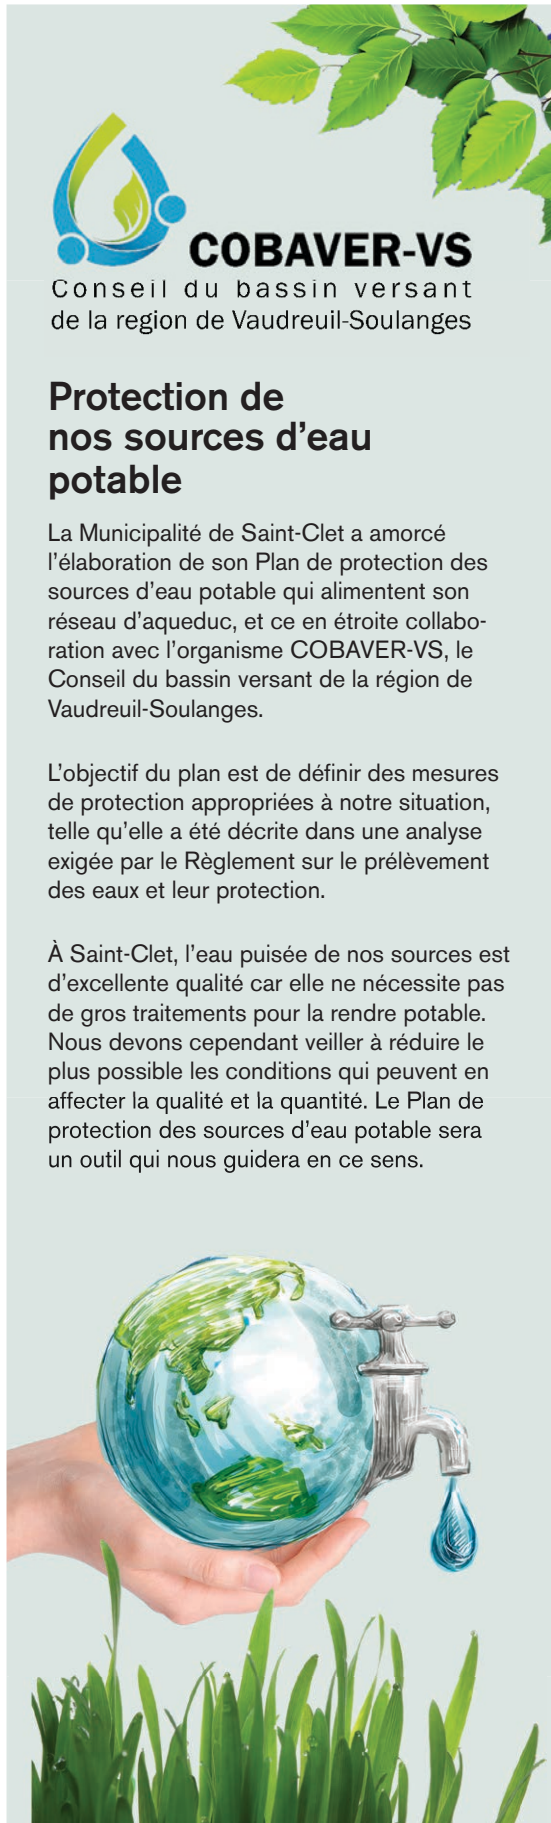 COBAVER-VS
Conseil du bassin versant
de la region de Vaudreuil-Soulanges
Protection de
nos sources d'eau
potable
La Municipalité de Saint-Clet a amorcé
l'élaboration de son Plan de protection des
sources d'eau potable qui alimentent son
réseau d'aqueduc, et ce en étroite collabo-
ration avec l'organisme COBAVER-VS, le
Conseil du bassin versant de la région de
Vaudreuil-Soulanges.
L'objectif du plan est de définir des mesures
de protection appropriées à notre situation,
telle qu'elle a été décrite dans une analyse
exigée par le Règlement sur le prélèvement
des eaux et leur protection.
À Saint-Clet, l'eau puisée de nos sources est
d'excellente qualité car elle ne nécessite pas
de gros traitements pour la rendre potable.
Nous devons cependant veiller à réduire le
plus possible les conditions qui peuvent en
affecter la qualité et la quantité. Le Plan de
protection des sources d'eau potable sera
un outil qui nous guidera en ce sens.